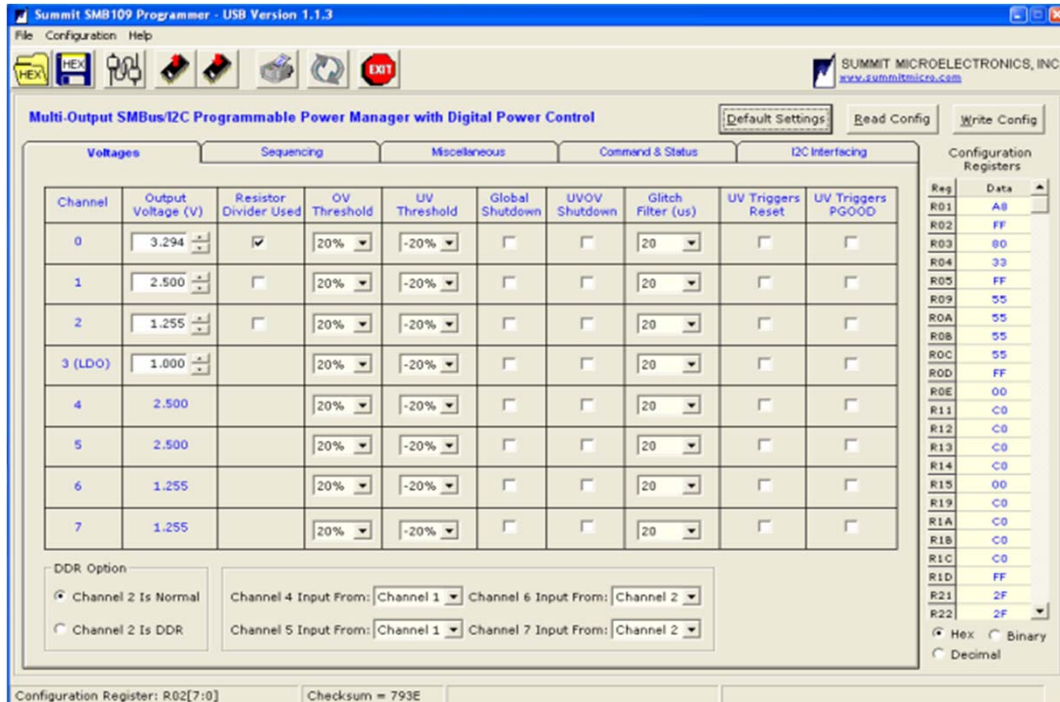 Summit SMB109 Programmer - USB Version 1.1.3
File Configuration Help
HEX HEX EXIT
SUMMIT MICROELECTRONICS, INC
www.summitmicro.com
Multi-Output SMBus/I2C Programmable Power Manager with Digital Power Control
Default Settings Read Config Write Config
Voltages Sequencing Miscellaneous Command & Status I2C Interfacing
Channel Output Voltage (V) Resistor Divider Used OV Threshold UV Threshold Global Shutdown UVOV Shutdown Glitch Filter (us) UV Triggers Reset UV Triggers PGOOD
0 3.294 20% -20% 20
1 2.500 20% -20% 20
2 1.255 20% -20% 20
3 (LDO) 1.000 20% -20% 20
4 2.500 20% -20% 20
5 2.500 20% -20% 20
6 1.255 20% -20% 20
7 1.255 20% -20% 20
DDR Option
Channel 2 Is Normal
Channel 2 Is DDR
Channel 4 Input From: Channel 1 Channel 6 Input From: Channel 2
Channel 5 Input From: Channel 1 Channel 7 Input From: Channel 2
Configuration
Registers
Reg Data
R01 A8
R02 FF
R03 80
R04 33
R05 FF
R09 55
R0A 55
R0B 55
R0C 55
R0D FF
R0E 00
R11 C0
R12 C0
R13 C0
R14 C0
R15 00
R19 C0
R1A C0
R1B C0
R1C C0
R1D FF
R21 2F
R22 2F
Hex Binary
Decimal
Configuration Register: R02[7:0] Checksum = 793E